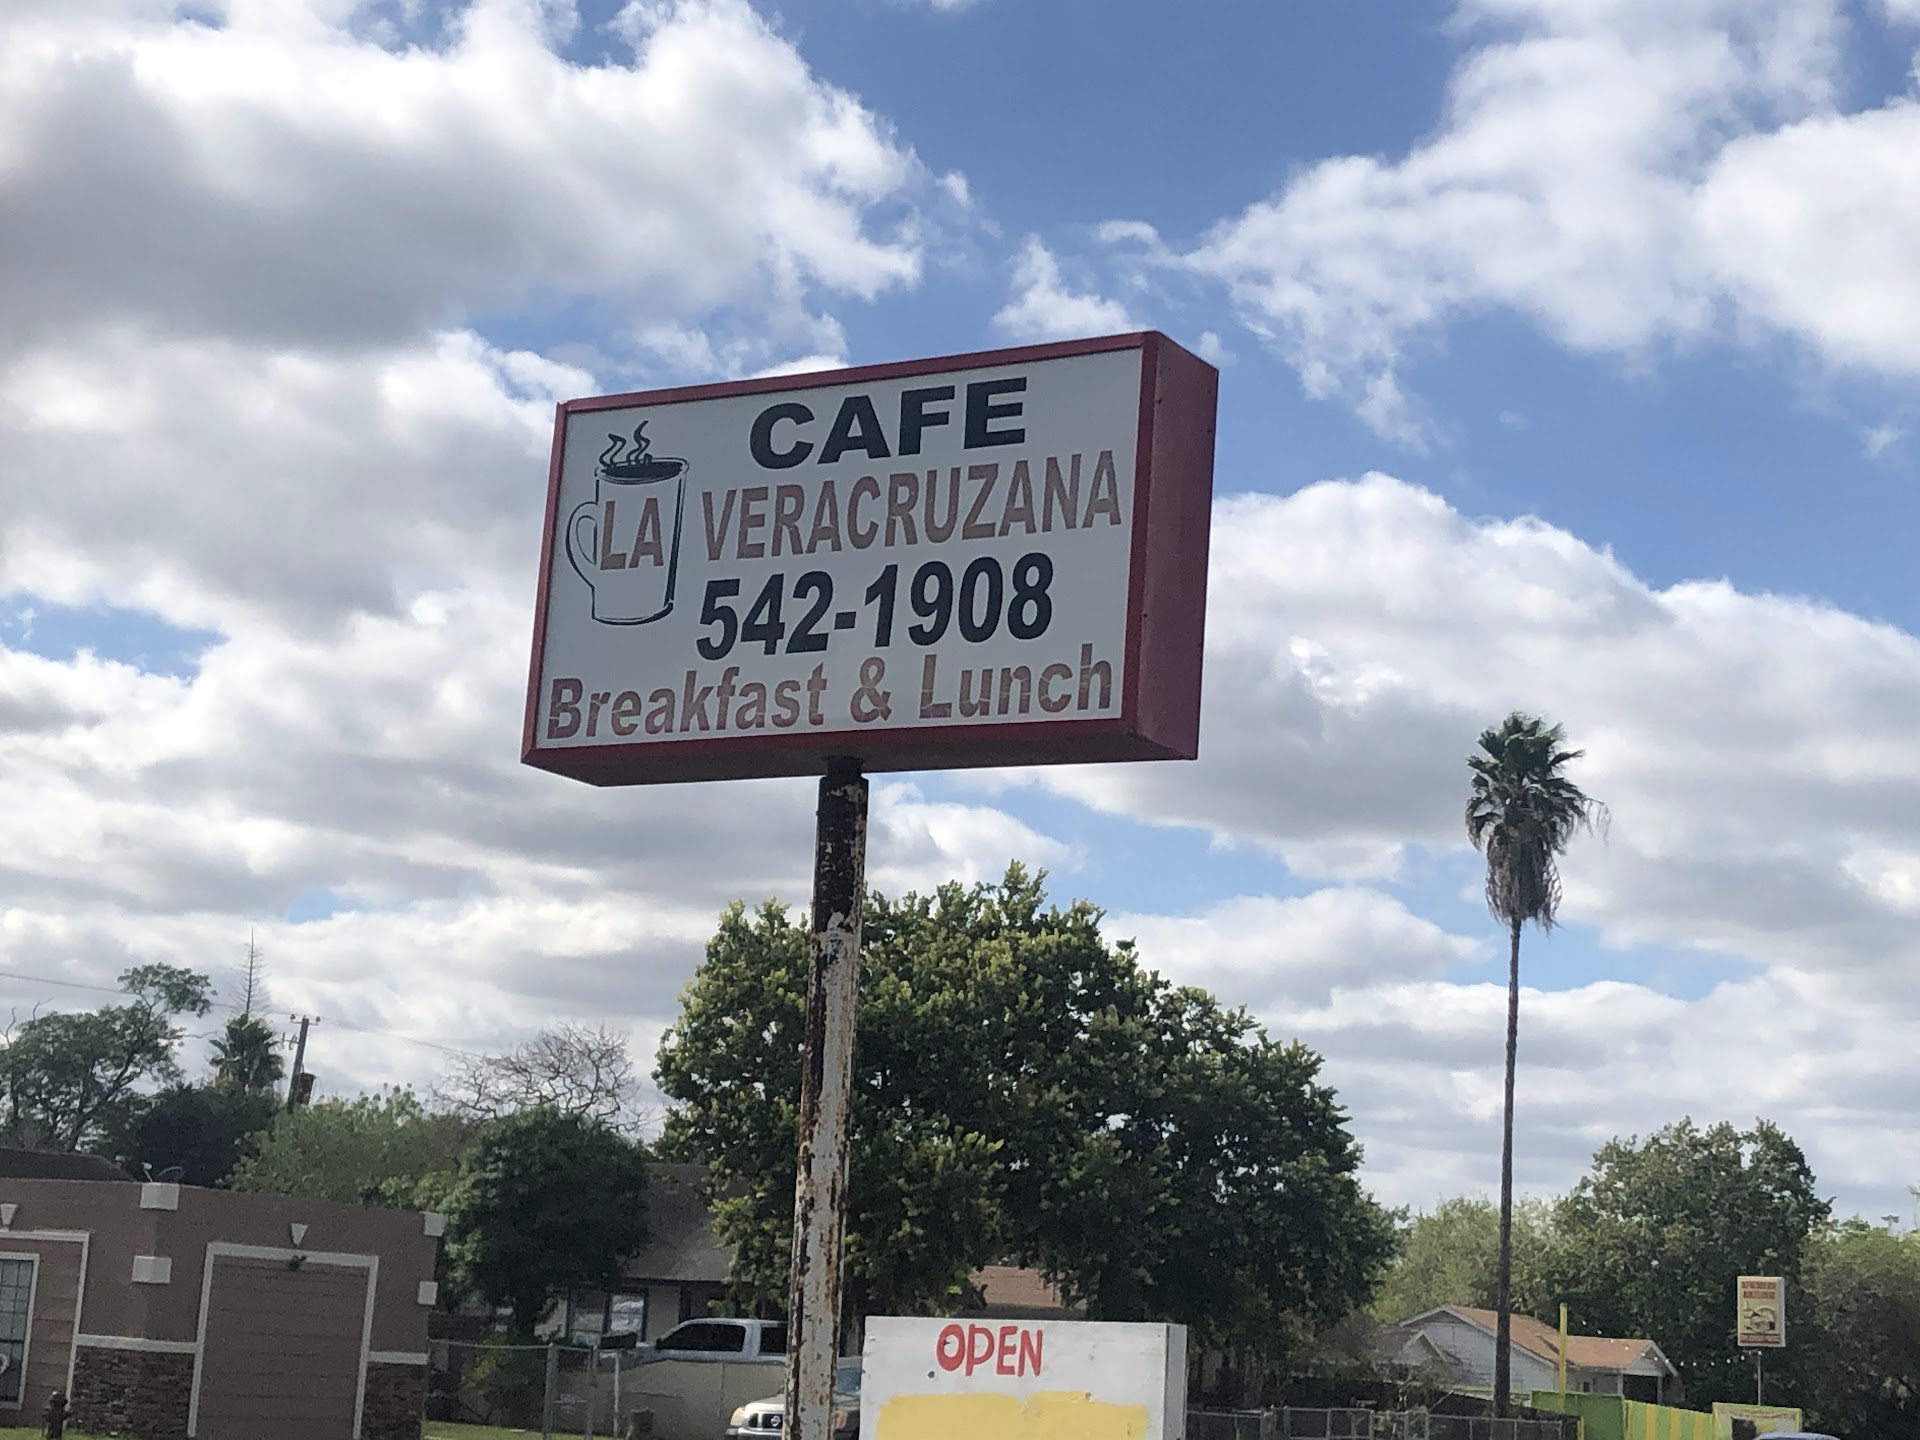 CAFE
LA VERACRUZANA
542-1908
Breakfast & Lunch
OPEN